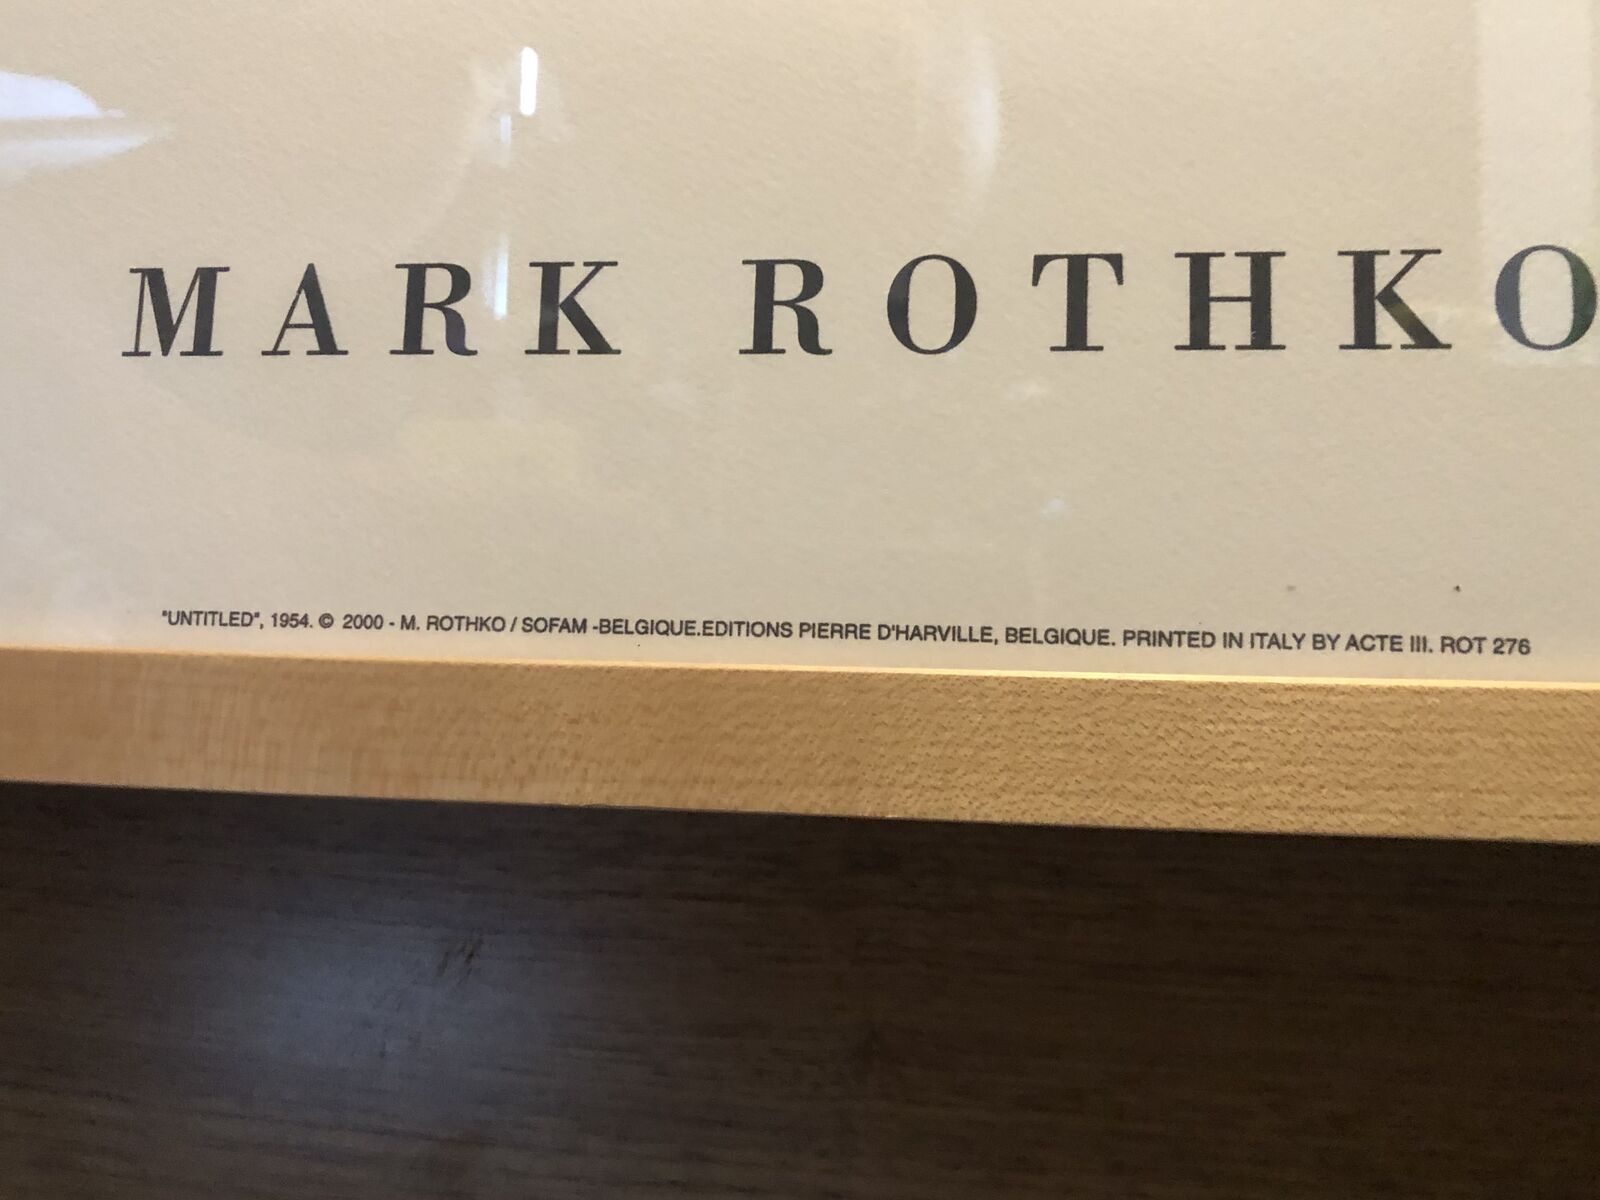 MARK ROTHKO
"UNTITLED", 1954. © 2000 - M. ROTHKO / SOFAM -BELGIQUE.EDITIONS PIERRE D'HARVILLE, BELGIQUE. PRINTED IN ITALY BY ACTE III. ROT 276